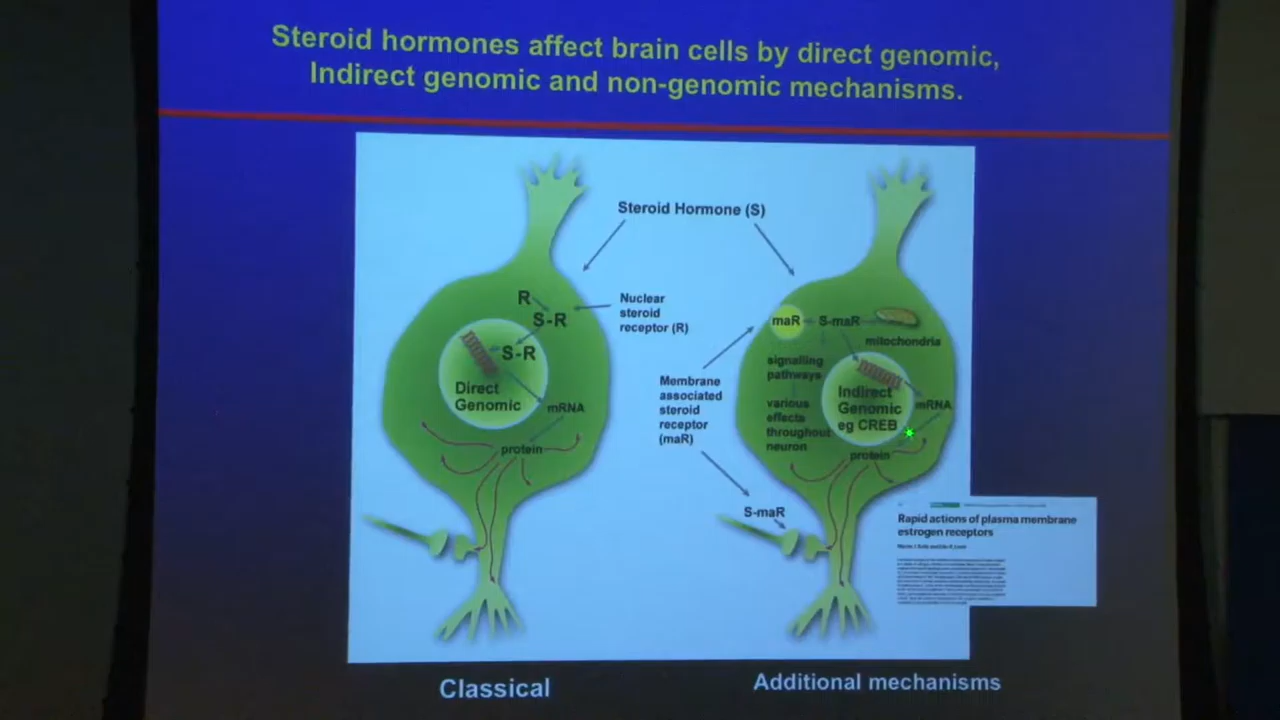 Steroid hormones affect brain cells by direct genomic,
Indirect genomic and non-genomic mechanisms.
Steroid Hormone (S)
R
S-R
S-R
Direct
Genomic
mRNA
protein
Nuclear
steroid
receptor (R)
Membrane
associated
steroid
receptor
(maR)
S-maR
maR
S-maR
mitochondria
signalling
pathways
various
effects
throughout
neuron
Indirect
Genomic
eg CREB
mRNA
protein
Rapid actions of plasma membrane
estrogen receptors
Classical
Additional mechanisms